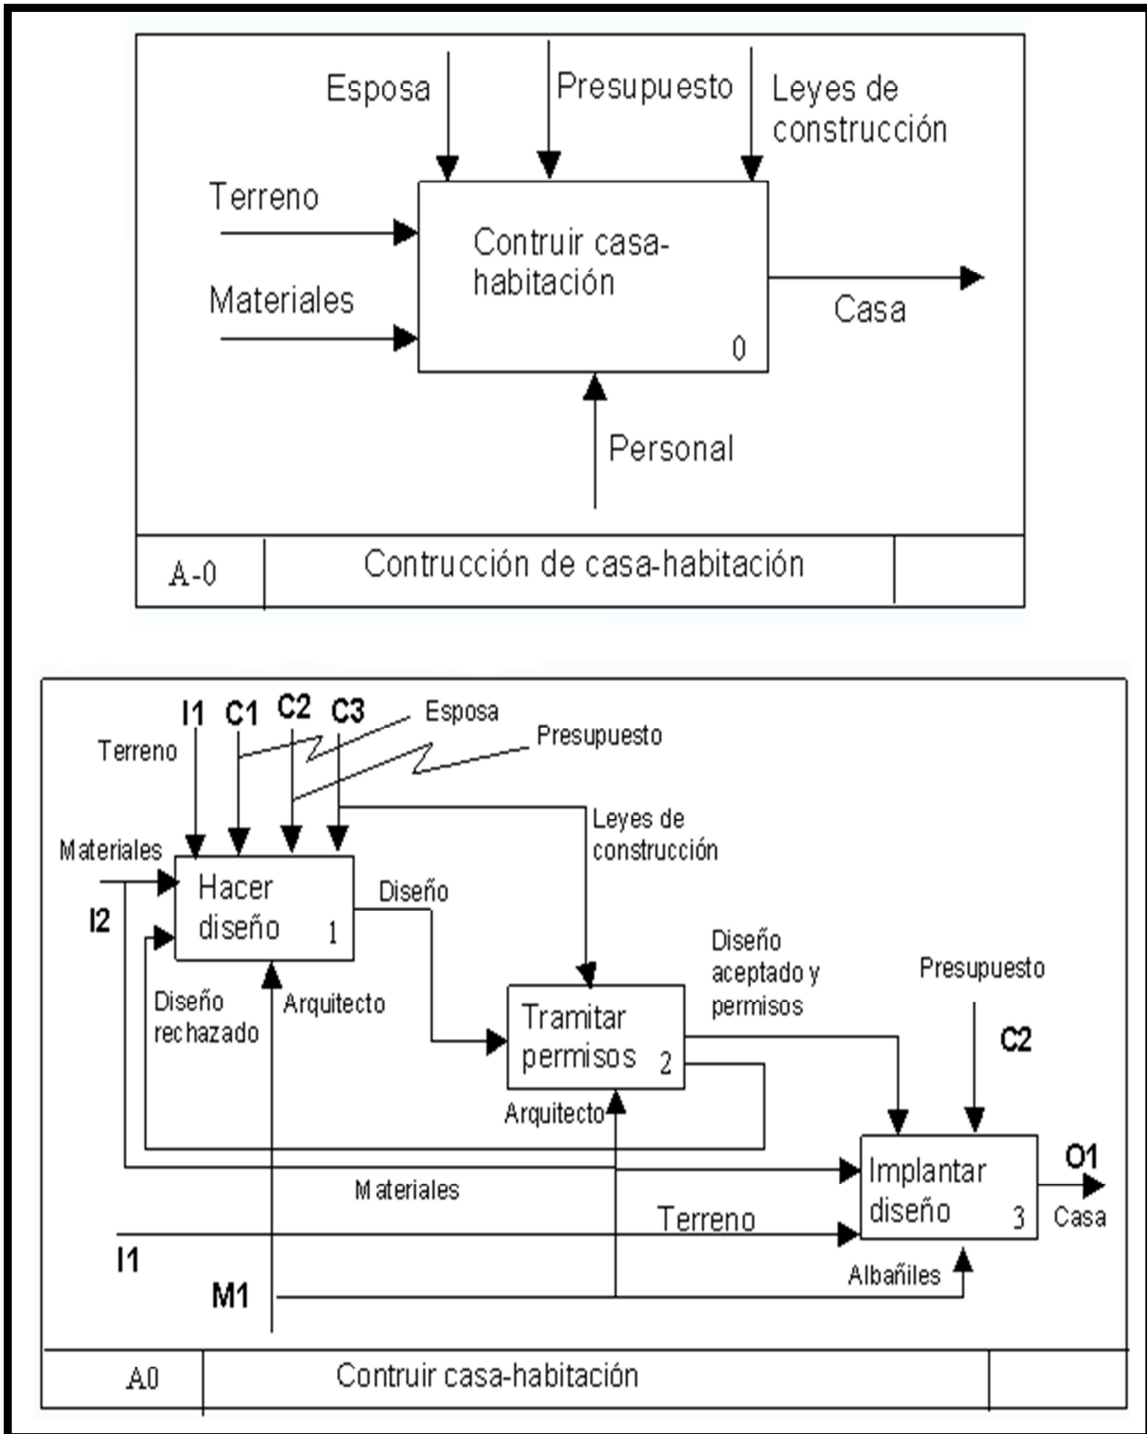 Esposa
Presupuesto
Leyes de
construcción
Terreno
Contruir casa-
habitación
Materiales
Casa
0
Personal
A-0
Contrucción de casa-habitación
I1 C1 C2 C3
Esposa
Terreno
Presupuesto
Leyes de
construcción
Materiales
Hacer
diseño 1
Diseño
I2
Diseño
rechazado
Arquitecto
Diseño
aceptado y
permisos
Presupuesto
Tramitar
permisos 2
C2
Arquitecto
Implantar
diseño 3
O1
Casa
Materiales
Terreno
I1
Albañiles
M1
A0
Contruir casa-habitación